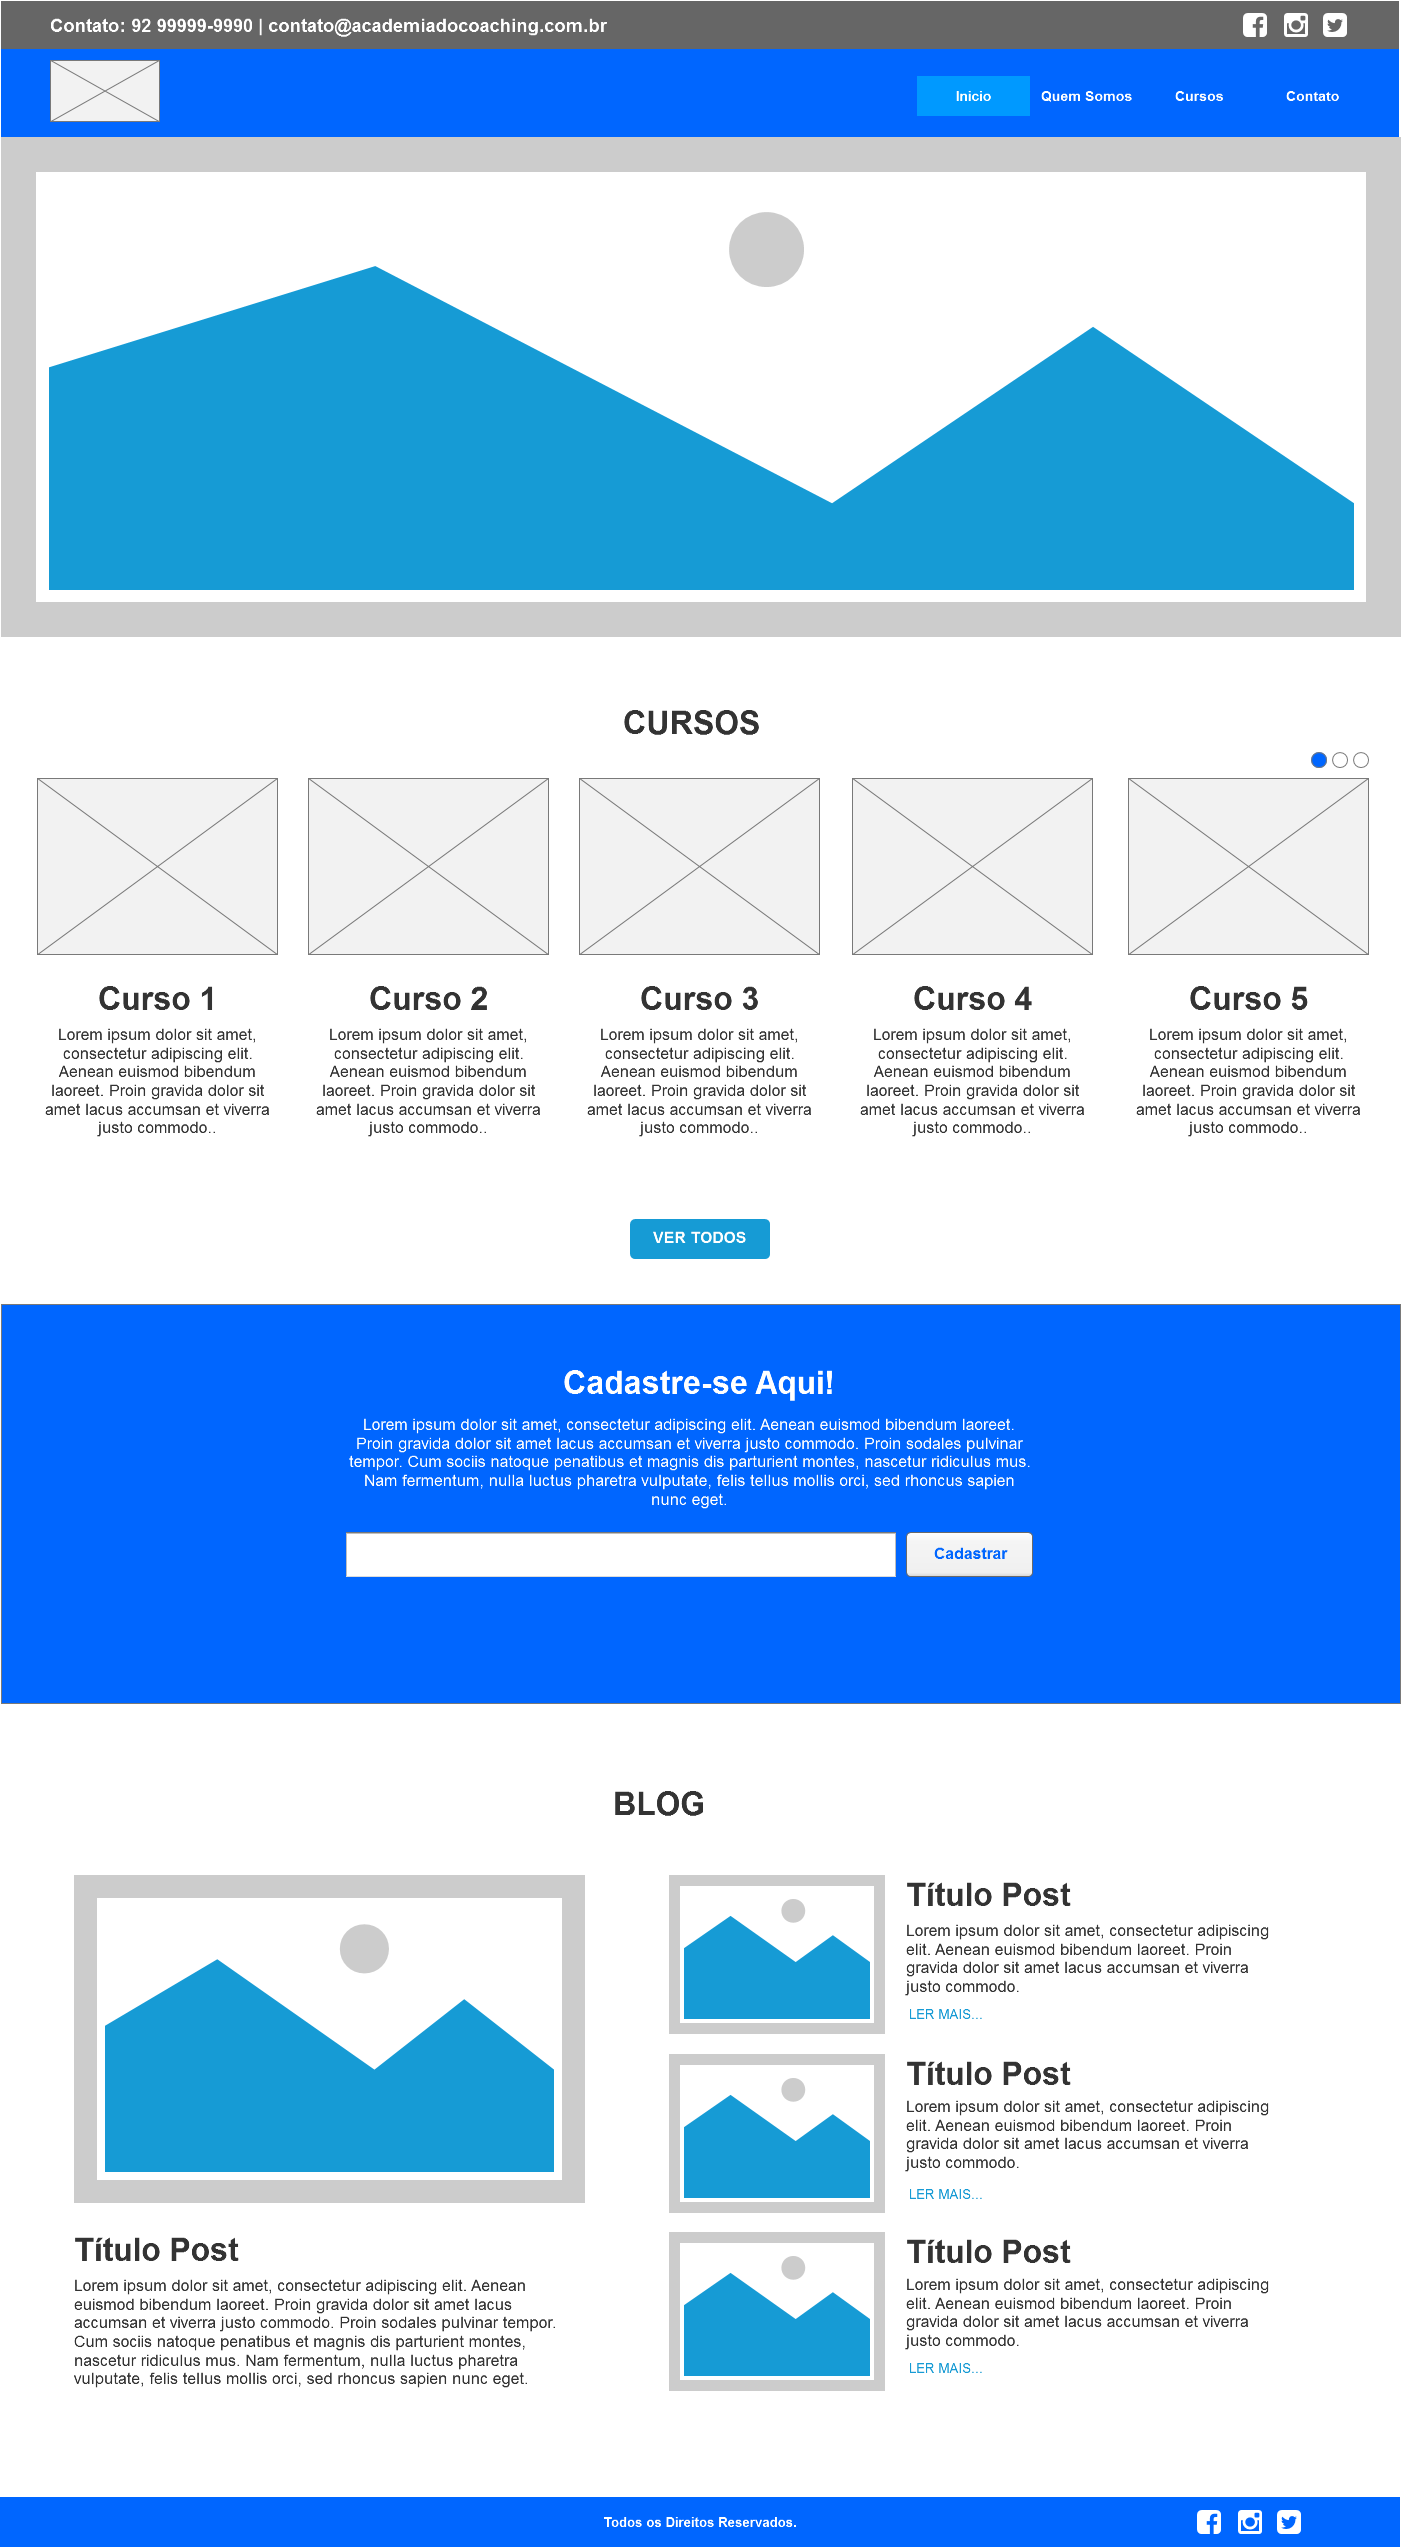 Contato: 92 99999-9990 | contato@academiadocoaching.com.br
Inicio
Quem Somos
Cursos
Contato
CURSOS
Curso 1
Lorem ipsum dolor sit amet,
consectetur adipiscing elit.
Aenean euismod bibendum
laoreet. Proin gravida dolor sit
amet lacus accumsan et viverra
justo commodo..
Curso 2
Lorem ipsum dolor sit amet,
consectetur adipiscing elit.
Aenean euismod bibendum
laoreet. Proin gravida dolor sit
amet lacus accumsan et viverra
justo commodo..
Curso 3
Lorem ipsum dolor sit amet,
consectetur adipiscing elit.
Aenean euismod bibendum
laoreet. Proin gravida dolor sit
amet lacus accumsan et viverra
justo commodo..
Curso 4
Lorem ipsum dolor sit amet,
consectetur adipiscing elit.
Aenean euismod bibendum
laoreet. Proin gravida dolor sit
amet lacus accumsan et viverra
justo commodo..
Curso 5
Lorem ipsum dolor sit amet,
consectetur adipiscing elit.
Aenean euismod bibendum
laoreet. Proin gravida dolor sit
amet lacus accumsan et viverra
justo commodo..
VER TODOS
Cadastre-se Aqui!
Lorem ipsum dolor sit amet, consectetur adipiscing elit. Aenean euismod bibendum laoreet.
Proin gravida dolor sit amet lacus accumsan et viverra justo commodo. Proin sodales pulvinar
tempor. Cum sociis natoque penatibus et magnis dis parturient montes, nascetur ridiculus mus.
Nam fermentum, nulla luctus pharetra vulputate, felis tellus mollis orci, sed rhoncus sapien
nunc eget.
Cadastrar
BLOG
Título Post
Lorem ipsum dolor sit amet, consectetur adipiscing elit. Aenean
euismod bibendum laoreet. Proin gravida dolor sit amet lacus
accumsan et viverra justo commodo. Proin sodales pulvinar tempor.
Cum sociis natoque penatibus et magnis dis parturient montes,
nascetur ridiculus mus. Nam fermentum, nulla luctus pharetra
vulputate, felis tellus mollis orci, sed rhoncus sapien nunc eget.
Título Post
Lorem ipsum dolor sit amet, consectetur adipiscing
elit. Aenean euismod bibendum laoreet. Proin
gravida dolor sit amet lacus accumsan et viverra
justo commodo.
LER MAIS...
Título Post
Lorem ipsum dolor sit amet, consectetur adipiscing
elit. Aenean euismod bibendum laoreet. Proin
gravida dolor sit amet lacus accumsan et viverra
justo commodo.
LER MAIS...
Título Post
Lorem ipsum dolor sit amet, consectetur adipiscing
elit. Aenean euismod bibendum laoreet. Proin
gravida dolor sit amet lacus accumsan et viverra
justo commodo.
LER MAIS...
Todos os Direitos Reservados.